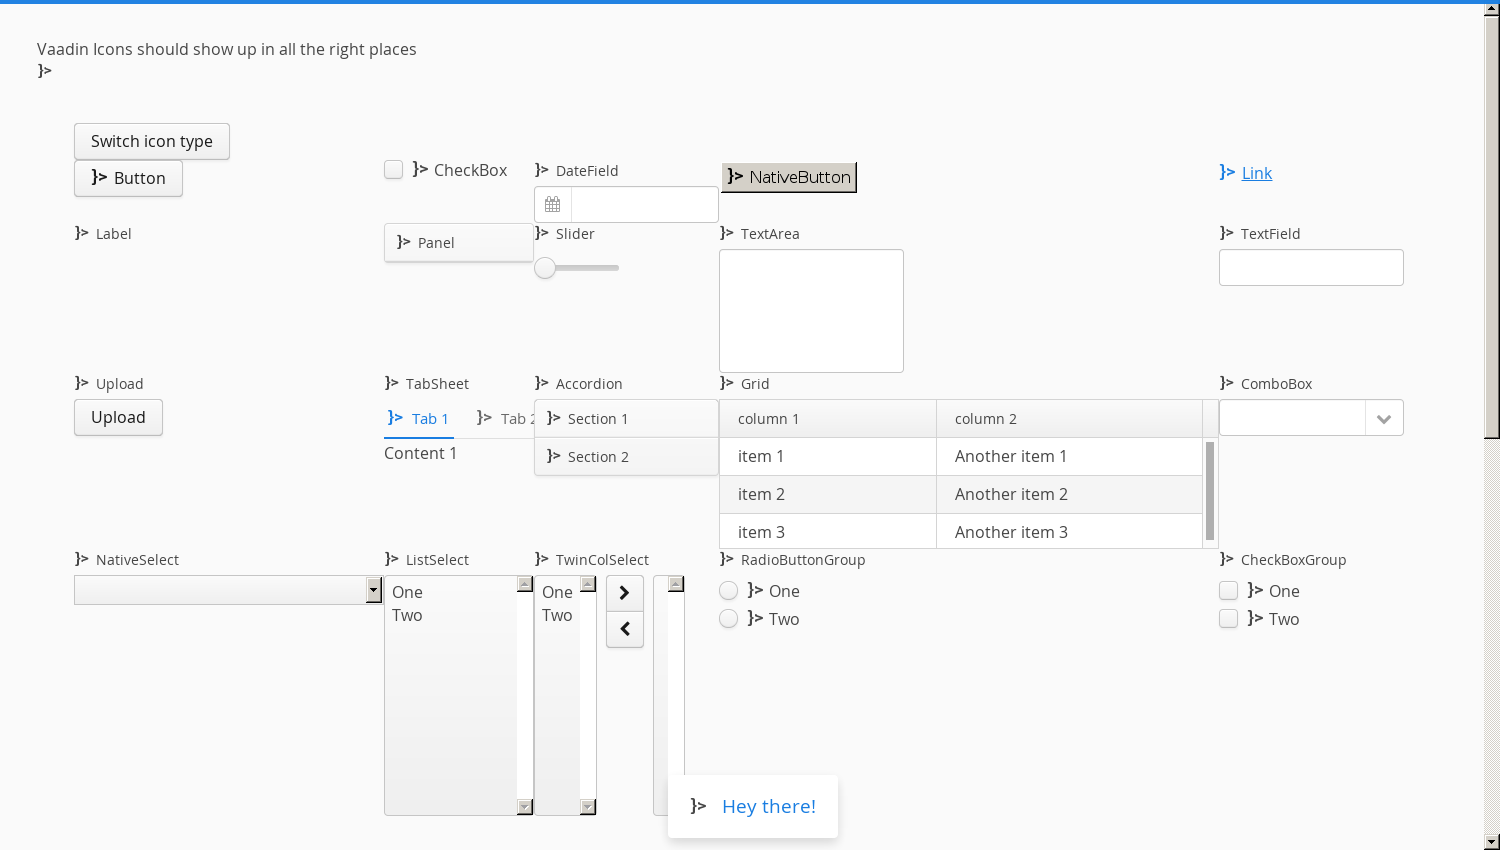 Vaadin Icons should show up in all the right places
Switch icon type
Button
CheckBox
DateField
NativeButton
Link
Label
Panel
Slider
TextArea
TextField
Upload
Upload
TabSheet
Tab 1
Tab 2
Content 1
Accordion
Section 1
Section 2
Grid
column 1 column 2
item 1 Another item 1
item 2 Another item 2
item 3 Another item 3
ComboBox
NativeSelect
ListSelect
One
Two
TwinColSelect
One
Two
RadioButtonGroup
One
Two
CheckBoxGroup
One
Two
Hey there!